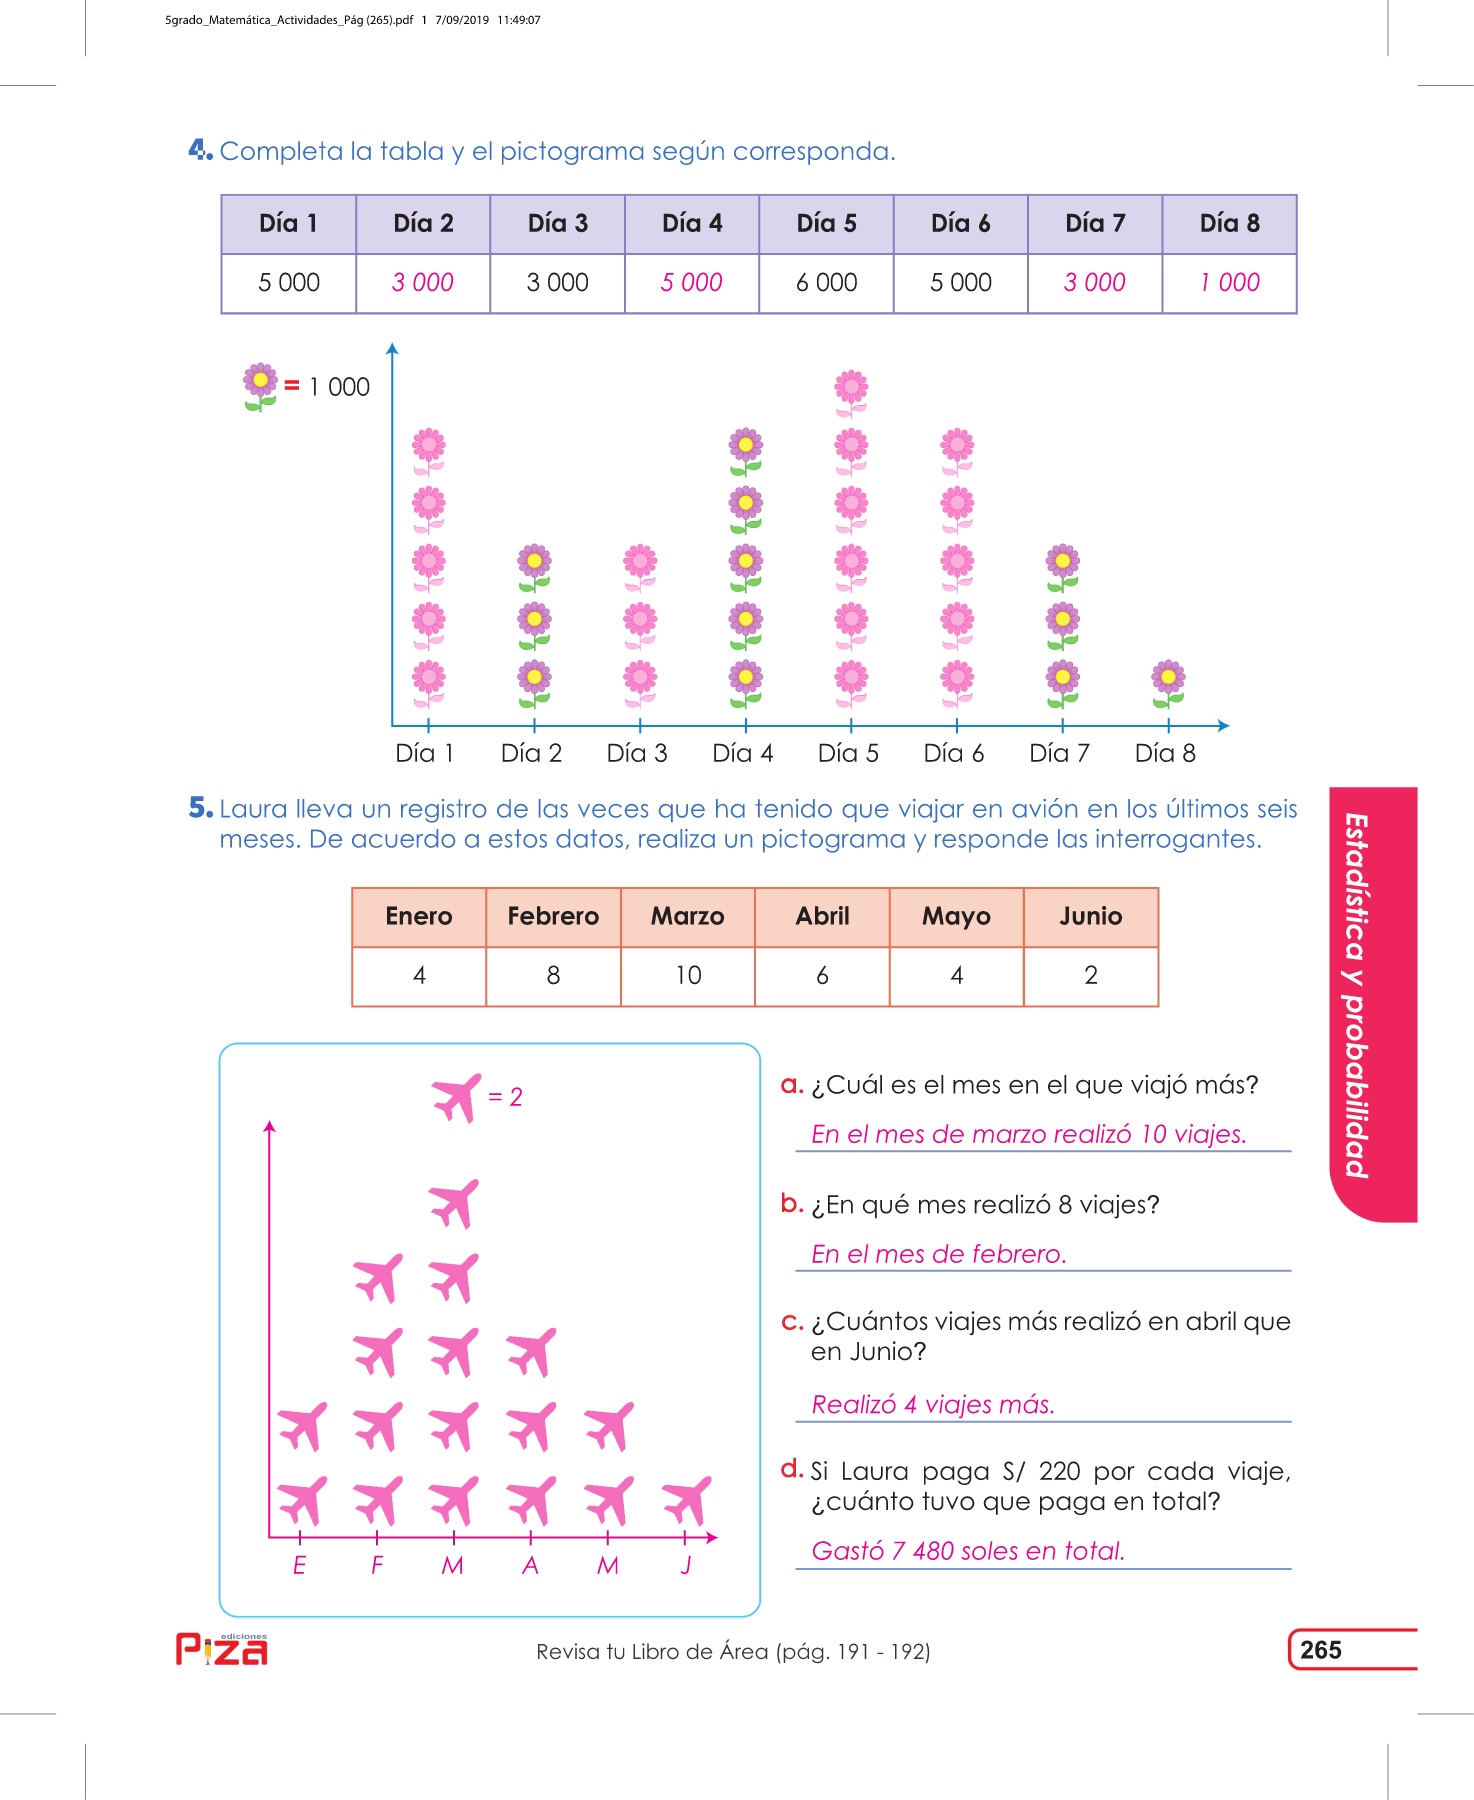 5grado_Matemática_Actividades_Pág (265).pdf 1 7/09/2019 11:49:07
4. Completa la tabla y el pictograma según corresponda.
Día 1 Día 2 Día 3 Día 4 Día 5 Día 6 Día 7 Día 8
5 000 3 000 3 000 5 000 6 000 5 000 3 000 1 000
= 1 000
Día 1 Día 2 Día 3 Día 4 Día 5 Día 6 Día 7 Día 8
5. Laura lleva un registro de las veces que ha tenido que viajar en avión en los últimos seis
meses. De acuerdo a estos datos, realiza un pictograma y responde las interrogantes.
Enero Febrero Marzo Abril Mayo Junio
4 8 10 6 4 2
= 2
E F M A M J
a. ¿Cuál es el mes en el que viajó más?
En el mes de marzo realizó 10 viajes.
b. ¿En qué mes realizó 8 viajes?
En el mes de febrero.
c. ¿Cuántos viajes más realizó en abril que
en Junio?
Realizó 4 viajes más.
d. Si Laura paga S/ 220 por cada viaje,
¿cuánto tuvo que paga en total?
Gastó 7 480 soles en total.
Estadística y probabilidad
ediciones
Piza
Revisa tu Libro de Área (pág. 191 - 192)
265